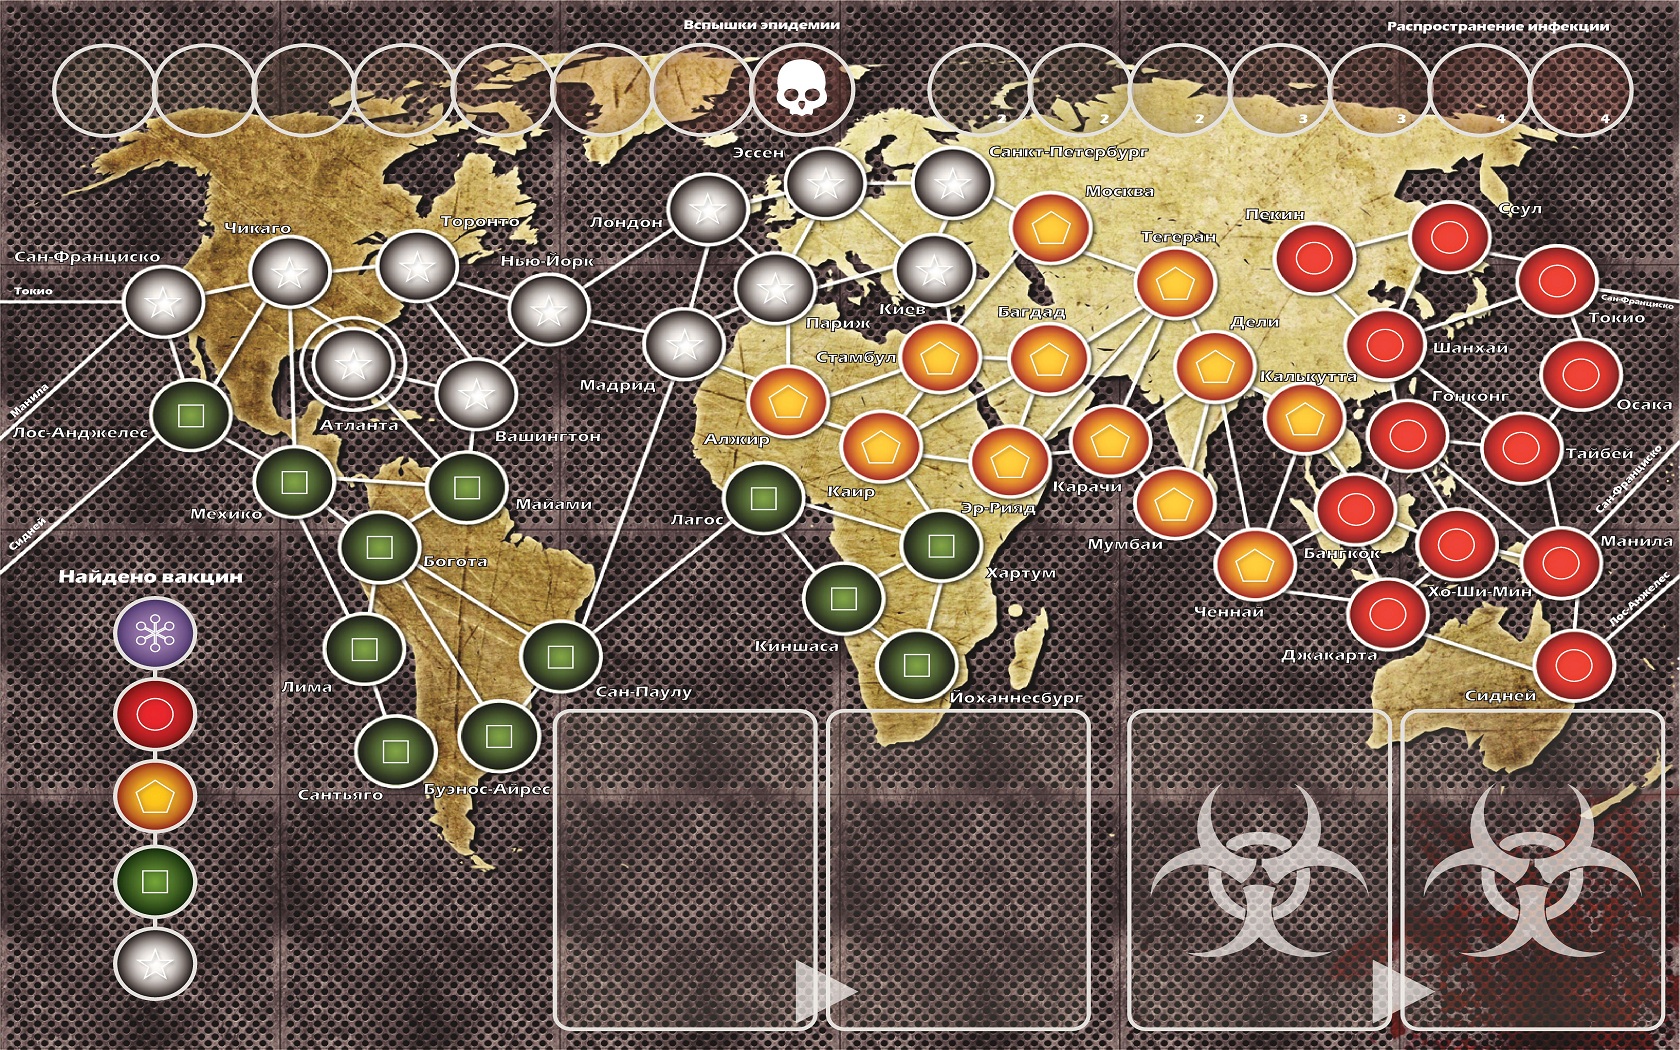 Вспышки эпидемии
Распространение инфекции
2
2
2
3
3
4
4
Эссен
Санкт-Петербург
Москва
Пекин
Сеул
Чикаго
Торонто
Лондон
Тегеран
Сан-Франциско
Нью-Йорк
Токио
Сан-Франциско
Киев
Багдад
Токио
Париж
Дели
Шанхай
Стамбул
Калькутта
Манила
Мадрид
Гонконг
Осака
Лос-Анджелес
Атланта
Вашингтон
Алжир
Тайбей
Сан-Франциско
Каир
Карачи
Мехико
Майами
Лагос
Эр-Рияд
Сидней
Мумбаи
Бангкок
Манила
Богота
Хартум
Найдено вакцин
Ченнай
Хо-Ши-Мин
Лос-Анжелес
Киншаса
Джакарта
Лима
Сан-Паулу
Йоханнесбург
Сидней
Сантьяго
Буэнос-Айрес